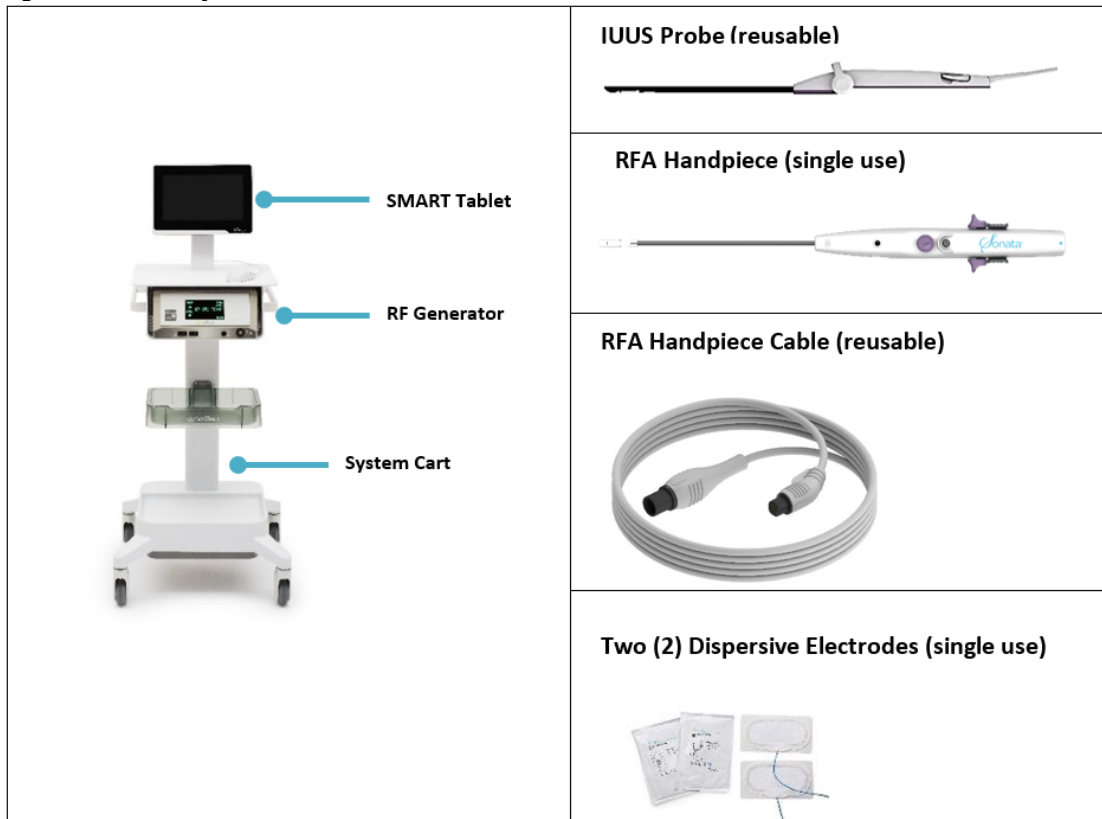 SMART Tablet
RF Generator
System Cart
IUUS Probe (reusable)
RFA Handpiece (single use)
Sonata
RFA Handpiece Cable (reusable)
Two (2) Dispersive Electrodes (single use)